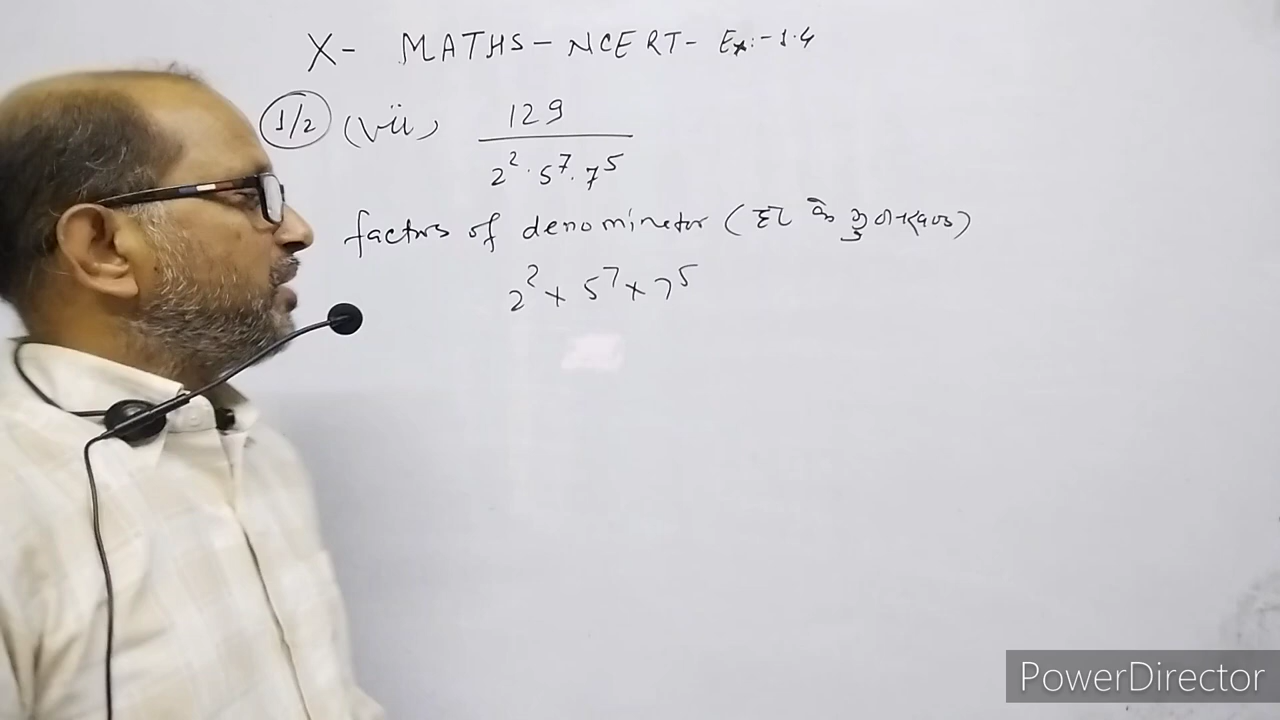 X- MATHS - NCERT - Ex:- 1.4
1/2 (vii) 129
2² · 5⁷ · 7⁵
factors of denominator (हर के गुणनखण्ड)
2² × 5⁷ × 7⁵
PowerDirector